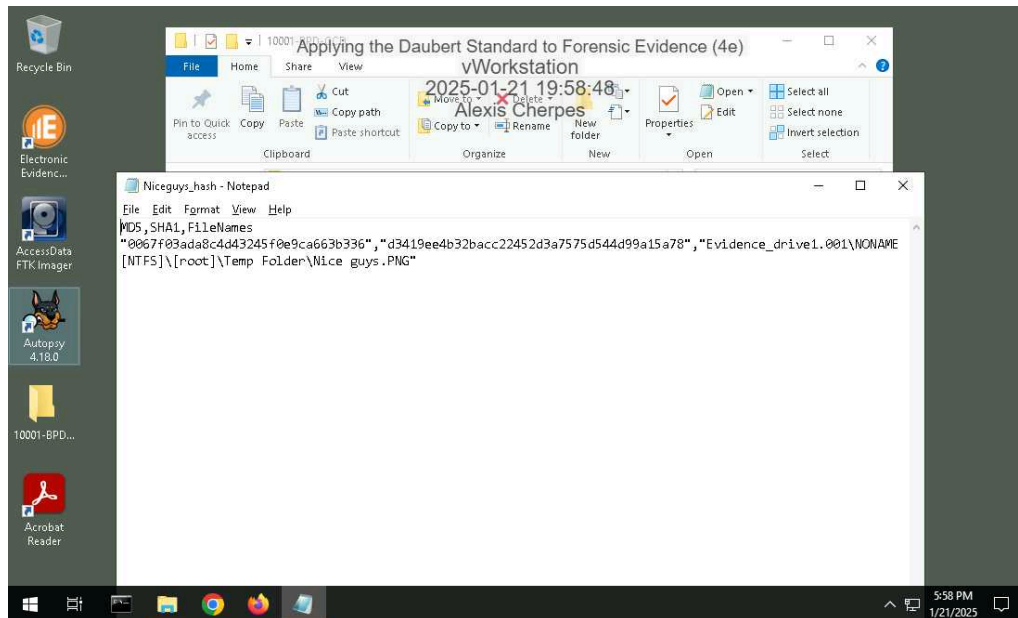 Recycle Bin
Electronic
Evidenc...
AccessData
FTK Imager
Autopsy
4.18.0
10001-BPD...
Acrobat
Reader
Applying the Daubert Standard to Forensic Evidence (4e)
vWorkstation
2025-01-21 19:58:48
Alexis Cherpes
File Home Share View
Pin to Quick
access
Copy
Paste
Cut
Copy path
Paste shortcut
Clipboard
Move to
Copy to
Delete
Rename
Organize
New
folder
New
Properties
Open
Edit
Open
Select all
Select none
Invert selection
Select
Niceguys_hash - Notepad
File Edit Format View Help
MD5,SHA1,FileNames
"0067f03ada8c4d43245f0e9ca663b336","d3419ee4b32bacc22452d3a7575d544d99a15a78","Evidence_drive1.001\NONAME
[NTFS]\[root]\Temp Folder\Nice guys.PNG"
5:58 PM
1/21/2025